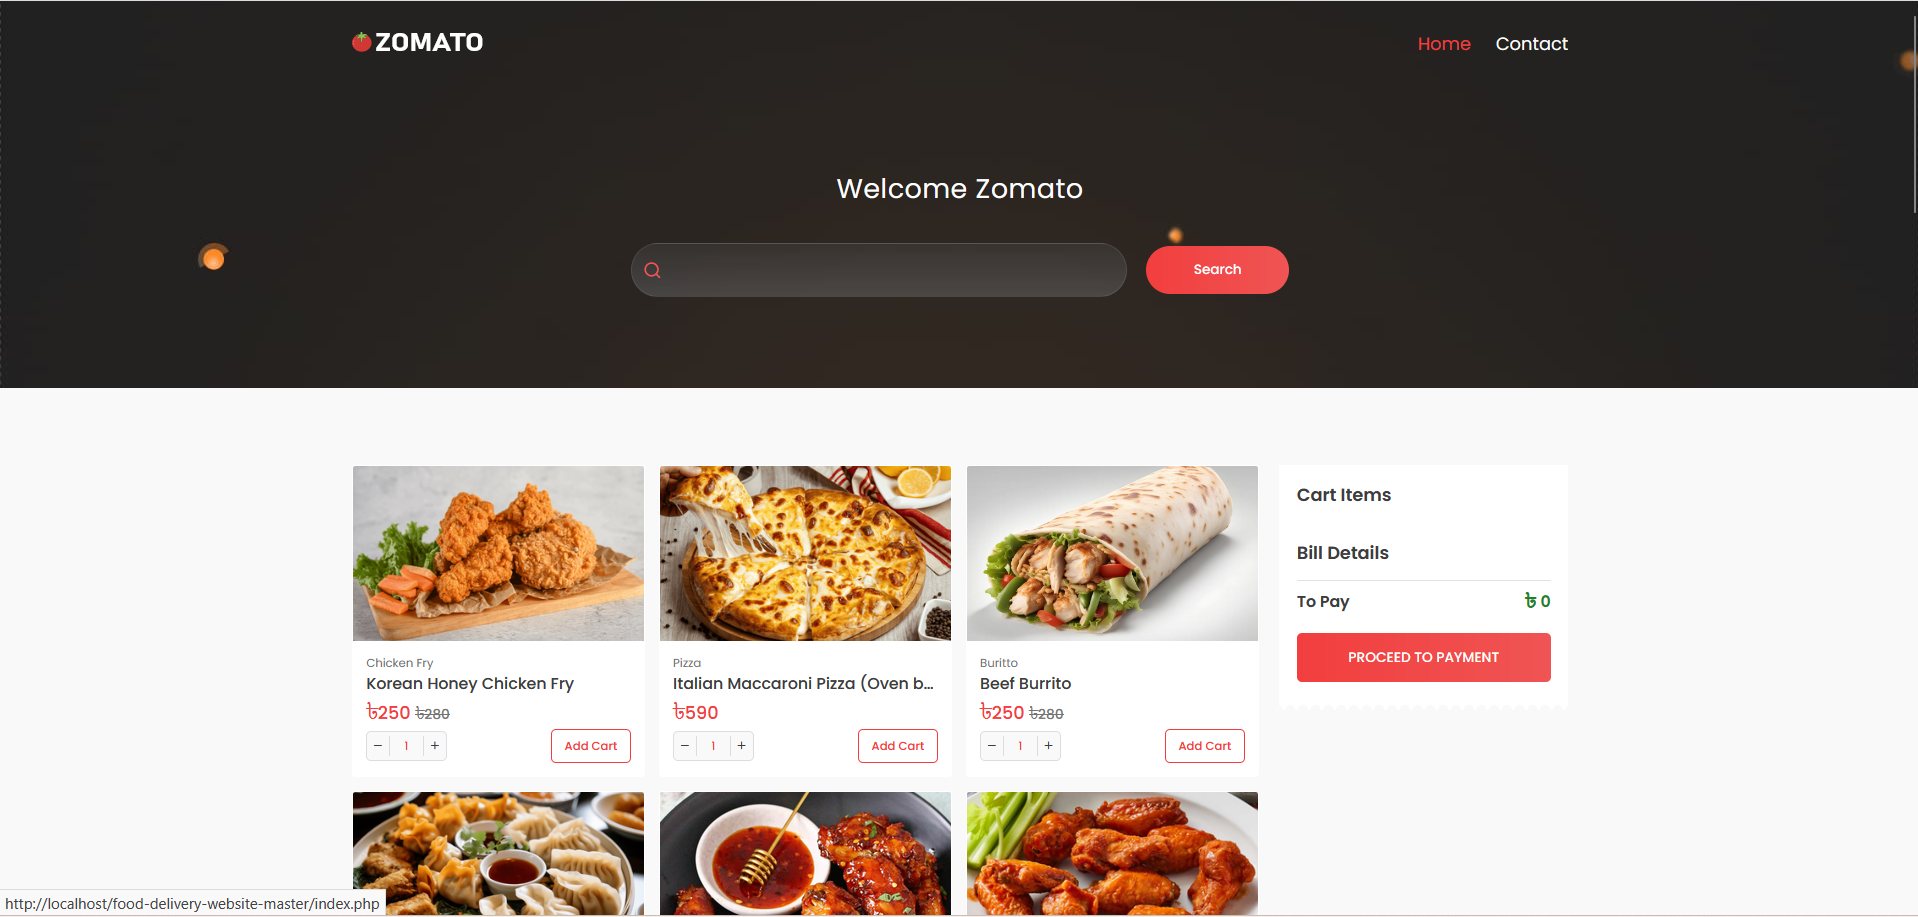 ZOMATO
Home Contact
Welcome Zomato
Search
Chicken Fry
Korean Honey Chicken Fry
৳250 ৳280
− 1 + Add Cart
Pizza
Italian Maccaroni Pizza (Oven b...
৳590
− 1 + Add Cart
Buritto
Beef Burrito
৳250 ৳280
− 1 + Add Cart
Cart Items
Bill Details
To Pay ৳ 0
PROCEED TO PAYMENT
http://localhost/food-delivery-website-master/index.php